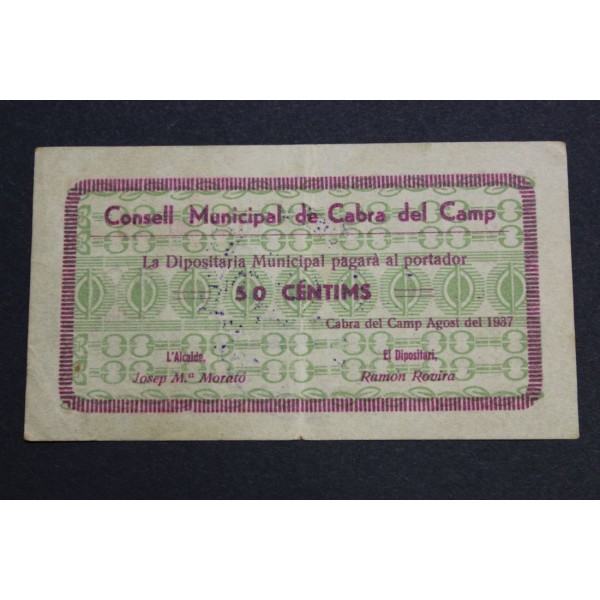 Consell Municipal de Cabra del Camp
La Dipositaria Municipal pagarà al portador
50 CÉNTIMS
Cabra del Camp Agost del 1937
L'Alcalde, El Dipositari,
Josep M.ª Morató Ramon Rovira